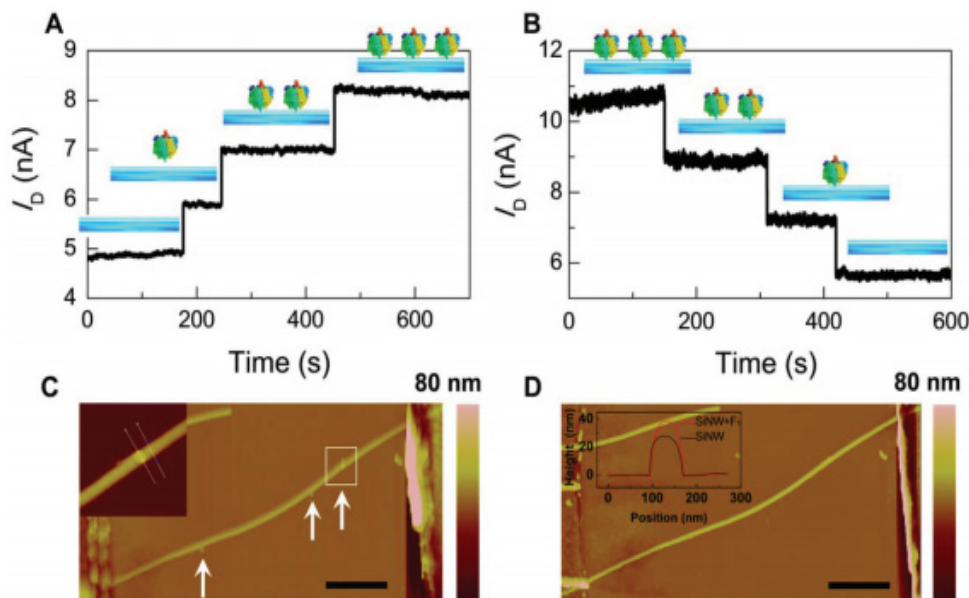 A
B
9
8
7
6
5
4
I_D (nA)
0 200 400 600
Time (s)
12
10
8
6
I_D (nA)
0 200 400 600
Time (s)
C
80 nm
D
80 nm
Height (nm)
40
20
0
SiNW+F₁
SiNW
0 100 200 300
Position (nm)